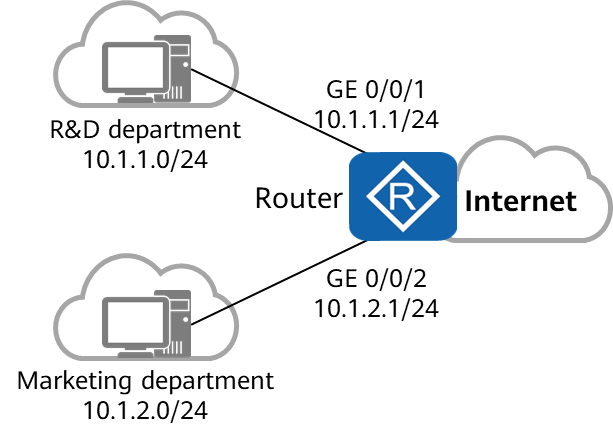 GE 0/0/1
10.1.1.1/24
R&D department
10.1.1.0/24
Router
R
Internet
GE 0/0/2
10.1.2.1/24
Marketing department
10.1.2.0/24